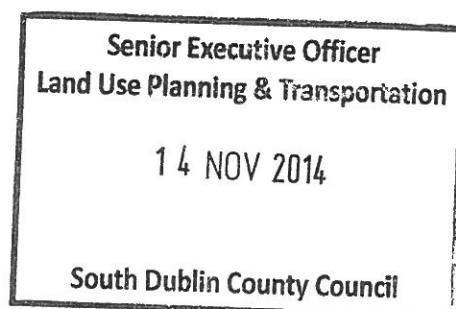 Senior Executive Officer
Land Use Planning & Transportation
14 NOV 2014
South Dublin County Council